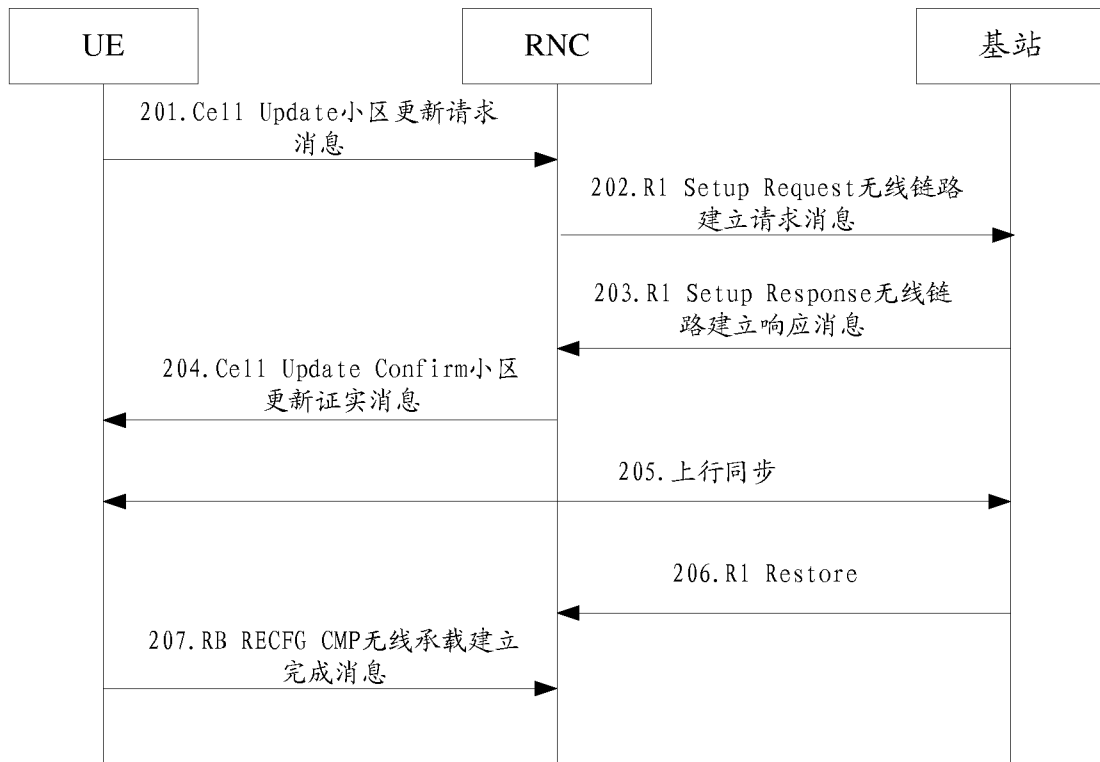 UE
RNC
基站
201.Cell Update小区更新请求
消息
202.Rl Setup Request无线链路
建立请求消息
203.Rl Setup Response无线链
路建立响应消息
204.Cell Update Confirm小区
更新证实消息
205.上行同步
206.Rl Restore
207.RB RECFG CMP无线承载建立
完成消息